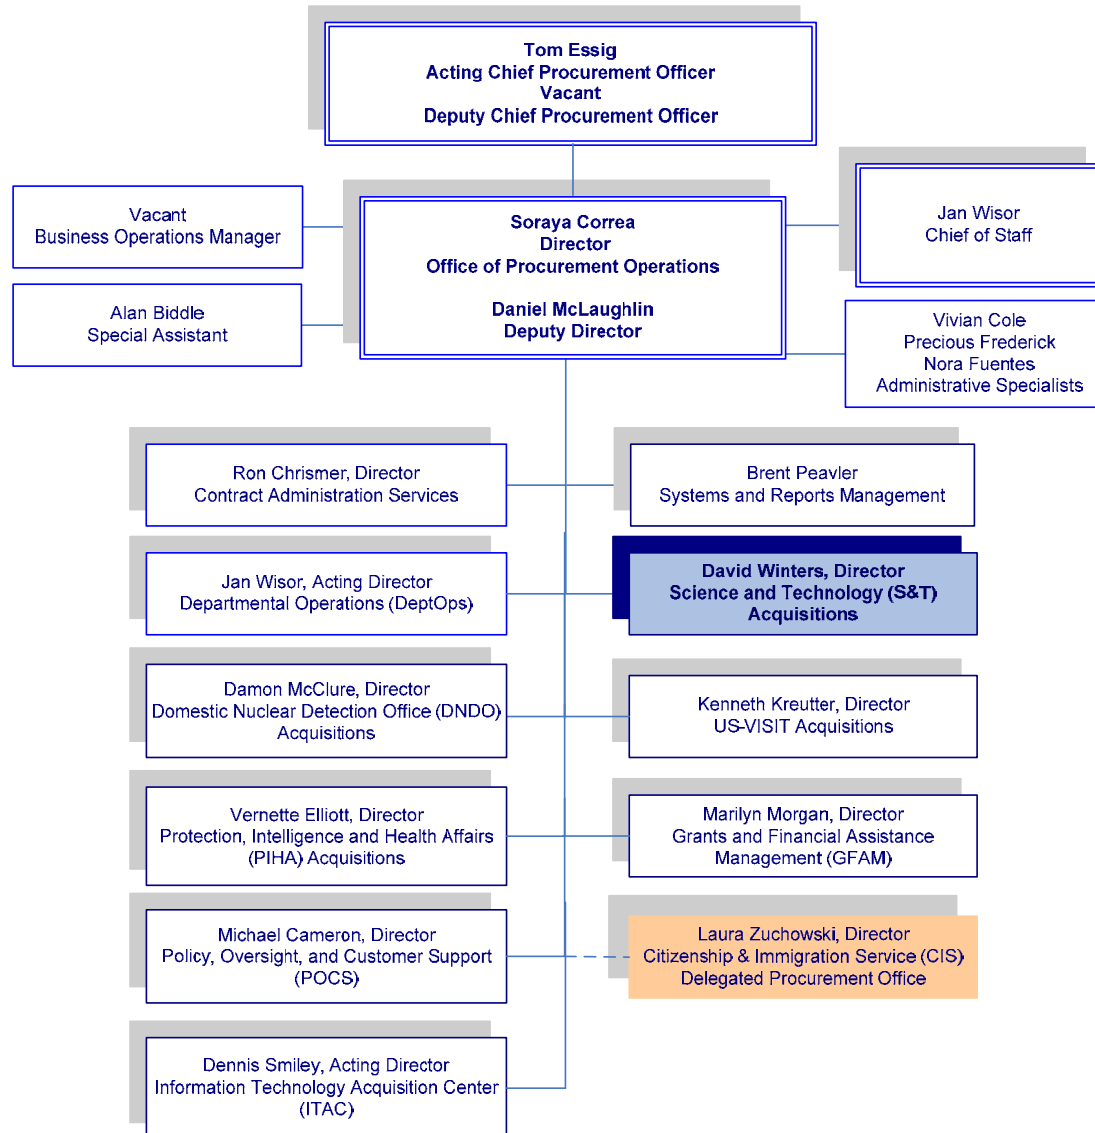 Tom Essig
Acting Chief Procurement Officer
Vacant
Deputy Chief Procurement Officer
Vacant
Business Operations Manager
Soraya Correa
Director
Office of Procurement Operations
Daniel McLaughlin
Deputy Director
Jan Wisor
Chief of Staff
Alan Biddle
Special Assistant
Vivian Cole
Precious Frederick
Nora Fuentes
Administrative Specialists
Ron Chrismer, Director
Contract Administration Services
Brent Peavler
Systems and Reports Management
Jan Wisor, Acting Director
Departmental Operations (DeptOps)
David Winters, Director
Science and Technology (S&T)
Acquisitions
Damon McClure, Director
Domestic Nuclear Detection Office (DNDO)
Acquisitions
Kenneth Kreutter, Director
US-VISIT Acquisitions
Vernette Elliott, Director
Protection, Intelligence and Health Affairs
(PIHA) Acquisitions
Marilyn Morgan, Director
Grants and Financial Assistance
Management (GFAM)
Michael Cameron, Director
Policy, Oversight, and Customer Support
(POCS)
Laura Zuchowski, Director
Citizenship & Immigration Service (CIS)
Delegated Procurement Office
Dennis Smiley, Acting Director
Information Technology Acquisition Center
(ITAC)